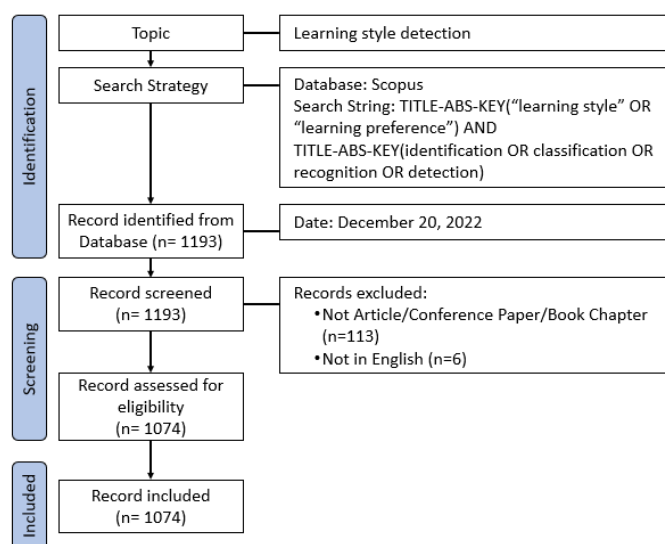 Identification
Topic
Learning style detection
Search Strategy
Database: Scopus
Search String: TITLE-ABS-KEY(“learning style” OR
“learning preference”) AND
TITLE-ABS-KEY(identification OR classification OR
recognition OR detection)
Record identified from
Database (n= 1193)
Date: December 20, 2022
Screening
Record screened
(n= 1193)
Records excluded:
•Not Article/Conference Paper/Book Chapter
(n=113)
•Not in English (n=6)
Record assessed for
eligibility
(n= 1074)
Included
Record included
(n= 1074)